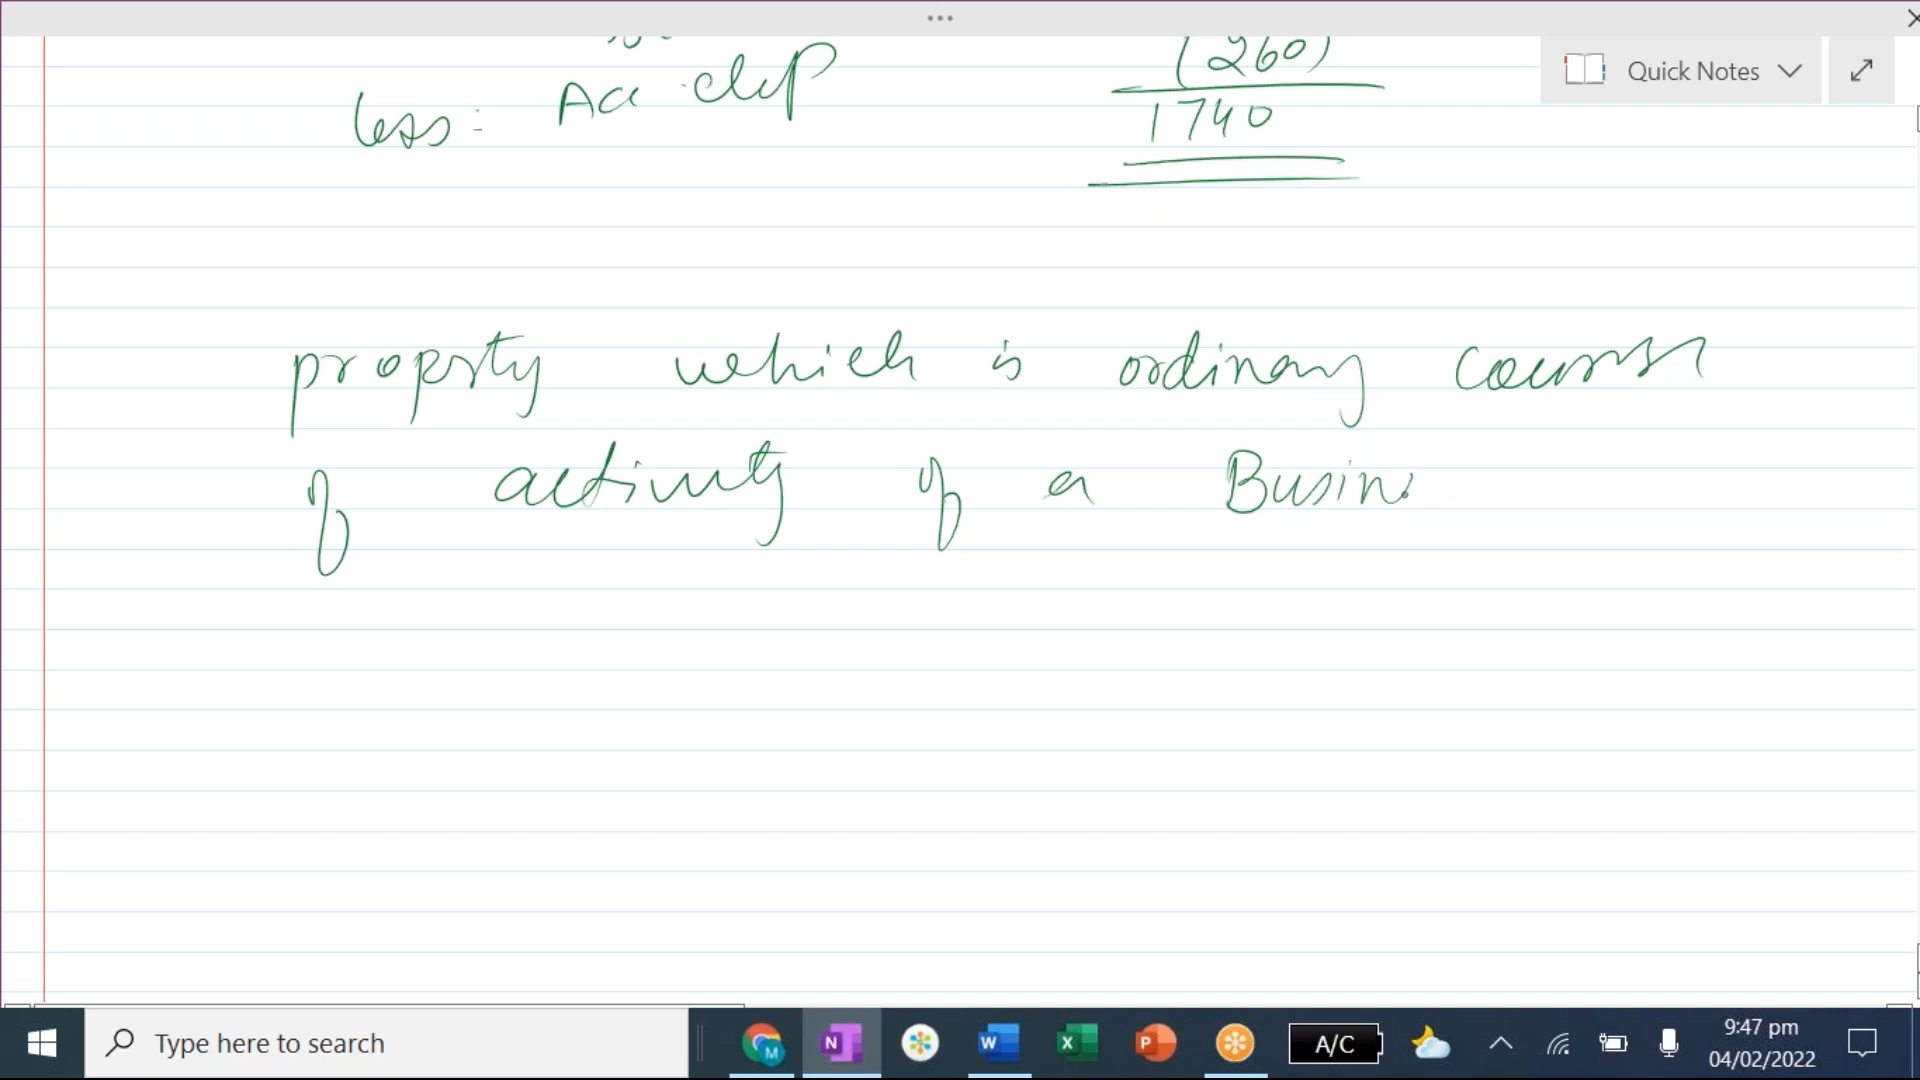 (260)
Quick Notes
less: Acc dep
1740
property which is ordinary course
of activity of a Busin
Type here to search
A/C
9:47 pm
04/02/2022